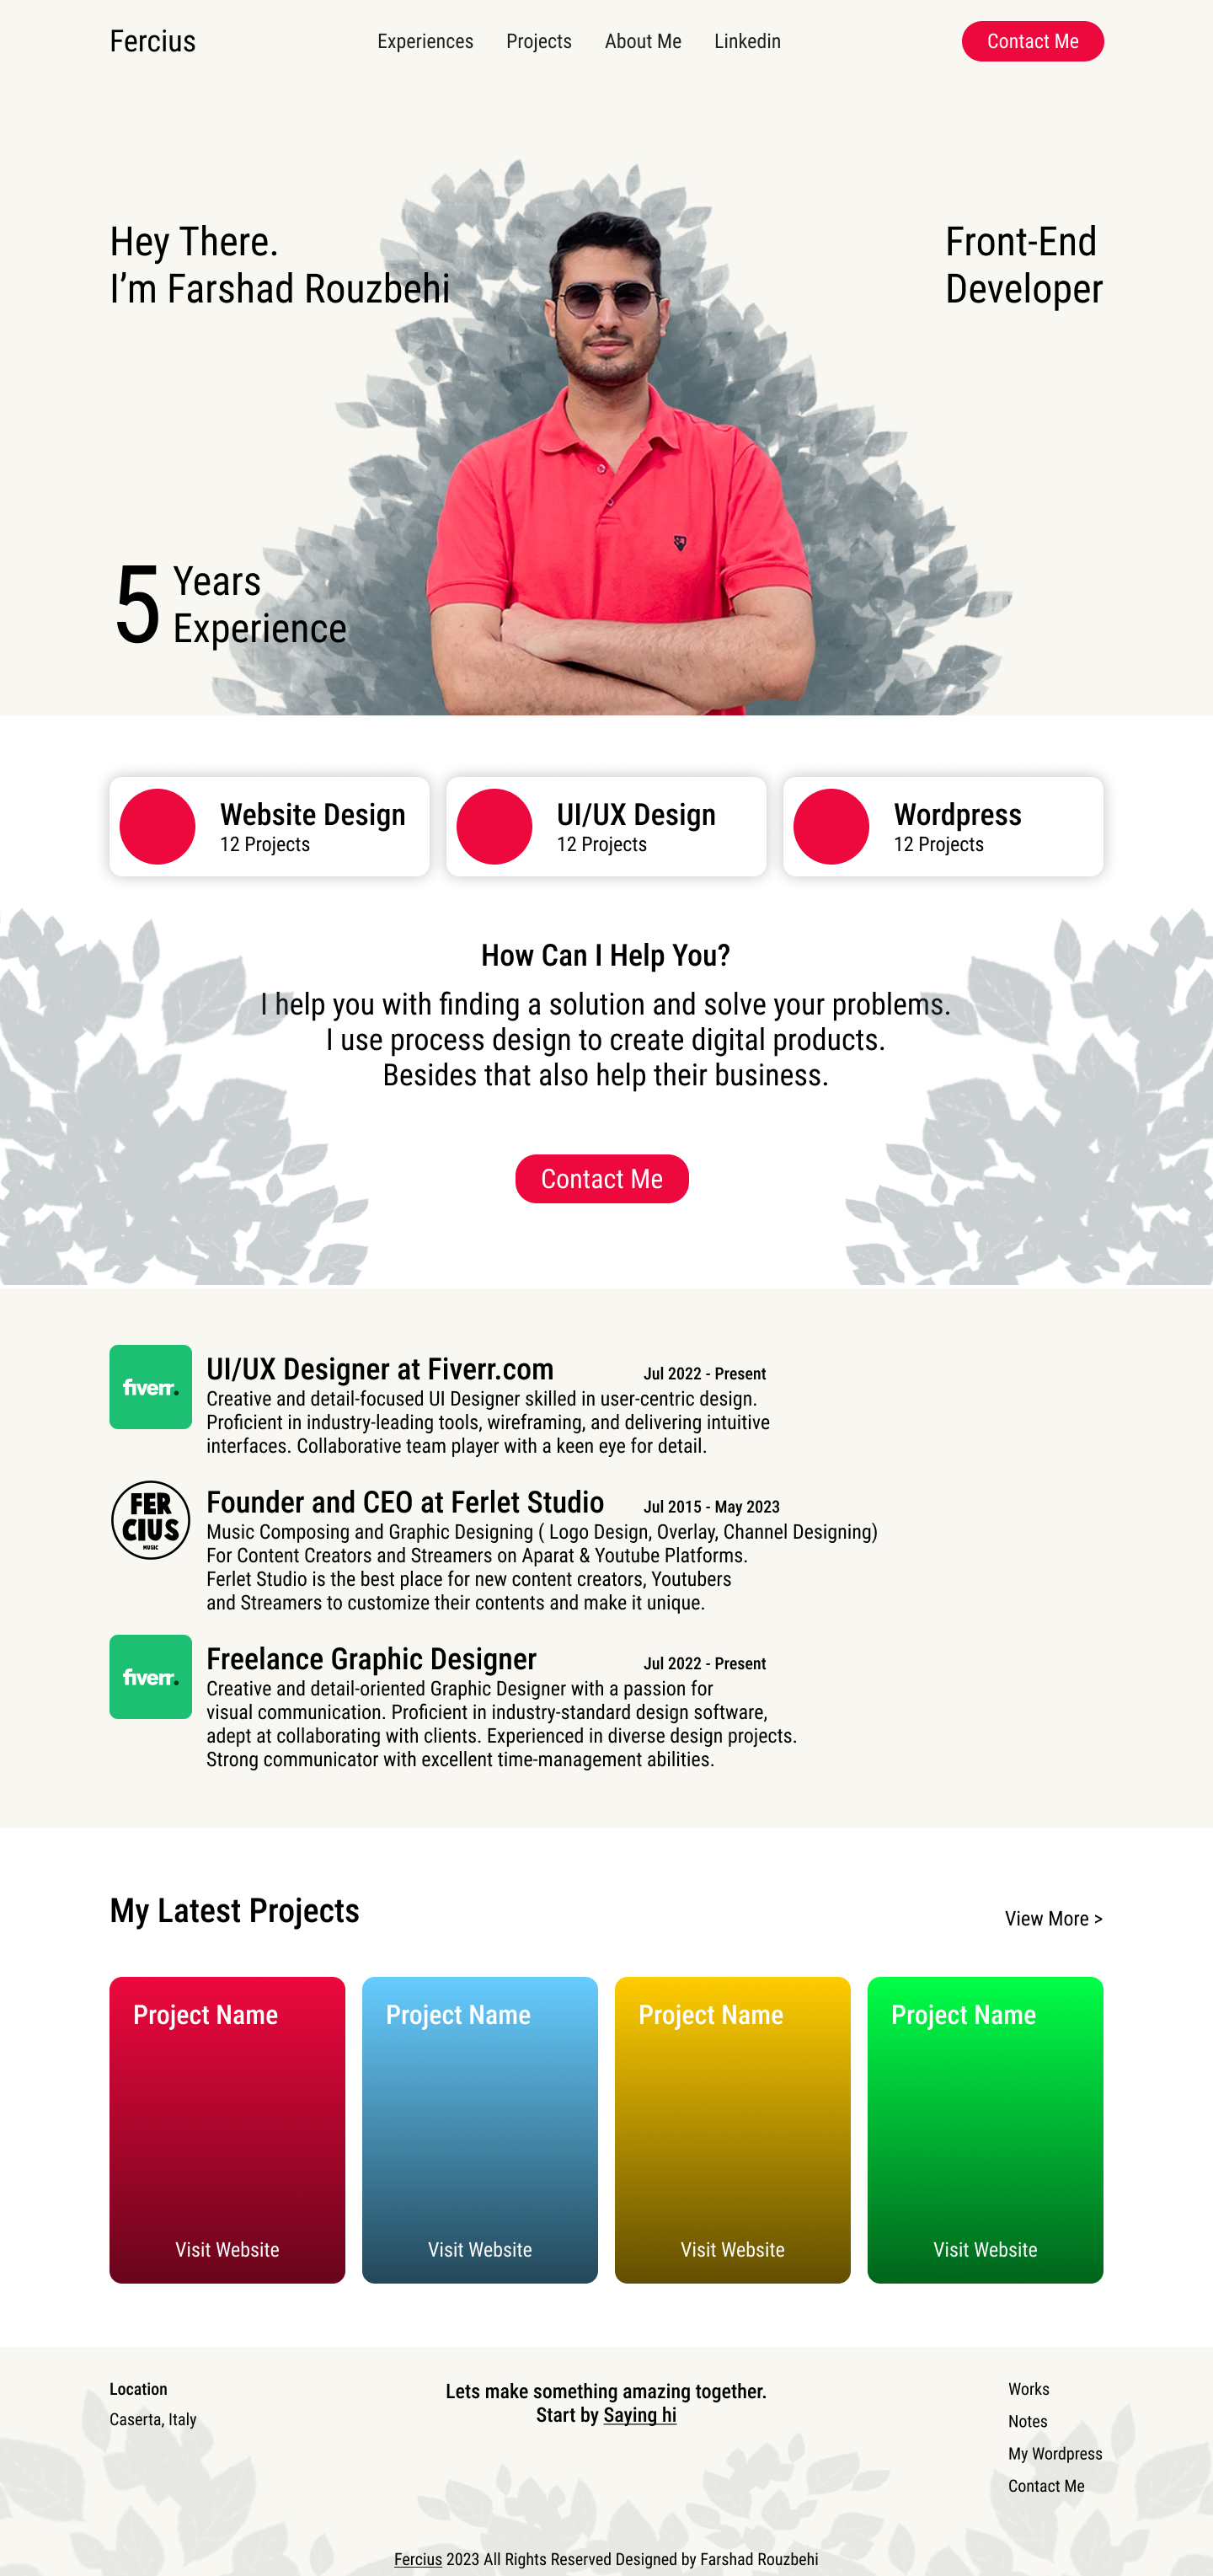 Fercius
Experiences
Projects
About Me
Linkedin
Contact Me
Hey There.
I'm Farshad Rouzbehi
Front-End
Developer
5
Years
Experience
Website Design
12 Projects
UI/UX Design
12 Projects
Wordpress
12 Projects
How Can I Help You?
I help you with finding a solution and solve your problems.
I use process design to create digital products.
Besides that also help their business.
Contact Me
fiverr.
UI/UX Designer at Fiverr.com
Jul 2022 - Present
Creative and detail-focused UI Designer skilled in user-centric design.
Proficient in industry-leading tools, wireframing, and delivering intuitive
interfaces. Collaborative team player with a keen eye for detail.
FER
CIUS
MUSIC
Founder and CEO at Ferlet Studio
Jul 2015 - May 2023
Music Composing and Graphic Designing ( Logo Design, Overlay, Channel Designing)
For Content Creators and Streamers on Aparat & Youtube Platforms.
Ferlet Studio is the best place for new content creators, Youtubers
and Streamers to customize their contents and make it unique.
fiverr.
Freelance Graphic Designer
Jul 2022 - Present
Creative and detail-oriented Graphic Designer with a passion for
visual communication. Proficient in industry-standard design software,
adept at collaborating with clients. Experienced in diverse design projects.
Strong communicator with excellent time-management abilities.
My Latest Projects
View More >
Project Name
Visit Website
Project Name
Visit Website
Project Name
Visit Website
Project Name
Visit Website
Location
Caserta, Italy
Lets make something amazing together.
Start by Saying hi
Works
Notes
My Wordpress
Contact Me
Fercius 2023 All Rights Reserved Designed by Farshad Rouzbehi